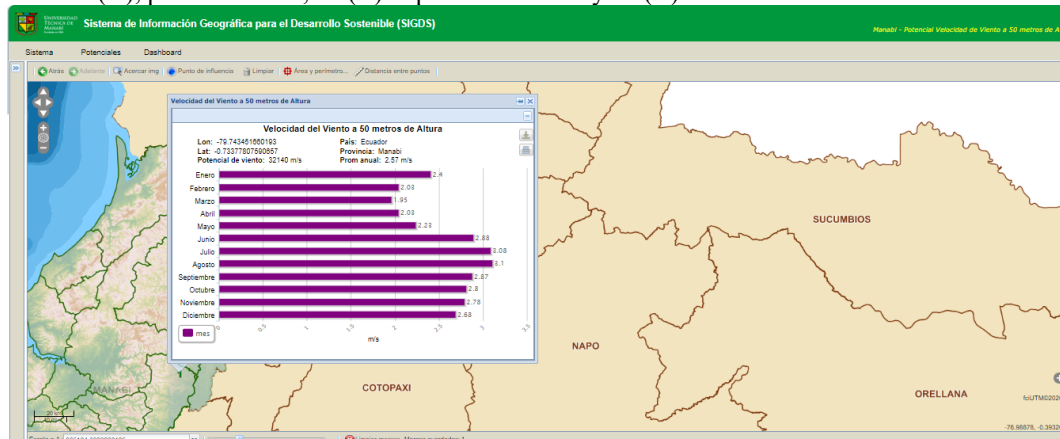 UNIVERSIDAD
TÉCNICA DE
MANABÍ
Sistema de Información Geográfica para el Desarrollo Sostenible (SIGDS)
Manabi - Potencial Velocidad de Viento a 50 metros de A
Sistema Potenciales Dashboard
Atrás Adelante Acercar img Punto de influencia Limpiar Área y perímetro... Distancia entre puntos
Velocidad del Viento a 50 metros de Altura
Velocidad del Viento a 50 metros de Altura
Lon: -79.743461660193 País: Ecuador
Lat: -0.73377807590657 Provincia: Manabi
Potencial de viento: 32140 m/s Prom anual: 2.57 m/s
Enero 2.4
Febrero 2.03
Marzo 1.95
Abril 2.03
Mayo 2.23
Junio 2.88
Julio 3.08
Agosto 3.1
Septiembre 2.87
Octubre 2.8
Noviembre 2.78
Diciembre 2.68
0 0.5 1 1.5 2 2.5 3 3.5
mes
m/s
SUCUMBIOS
NAPO
MANABI
COTOPAXI
ORELLANA
20 km